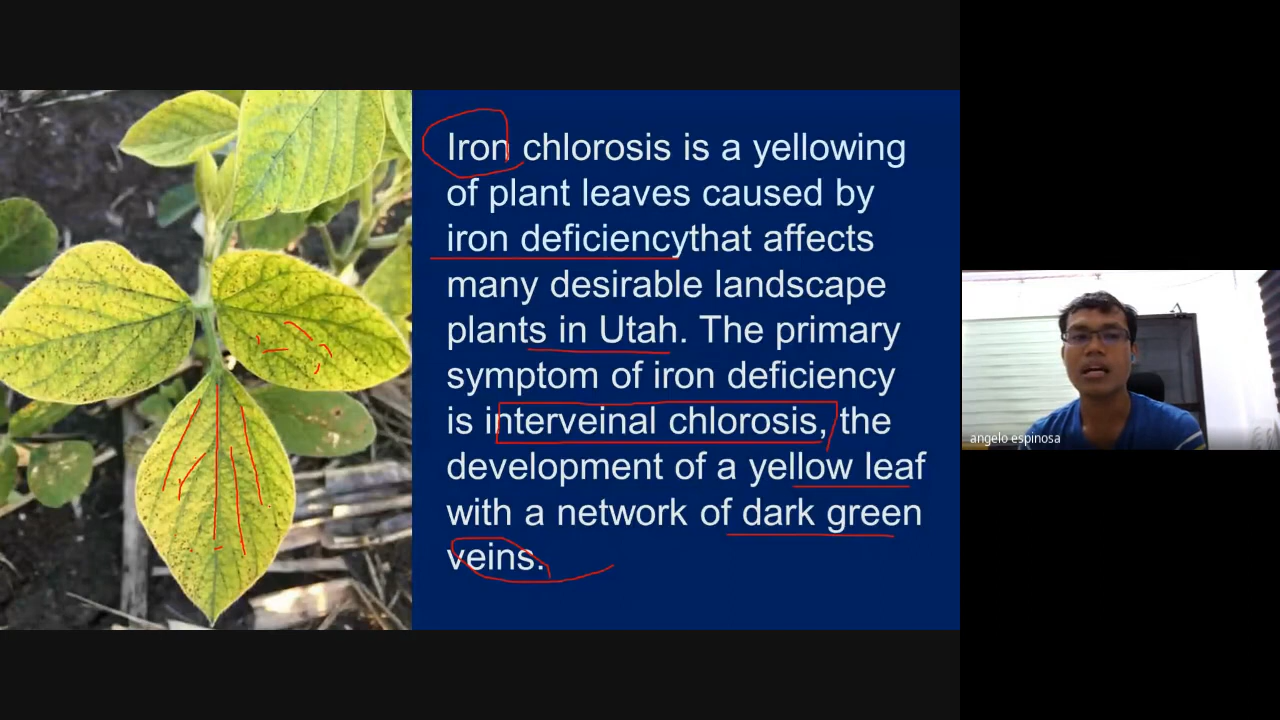 Iron chlorosis is a yellowing
of plant leaves caused by
iron deficiencythat affects
many desirable landscape
plants in Utah. The primary
symptom of iron deficiency
is interveinal chlorosis, the
development of a yellow leaf
with a network of dark green
veins.
angelo espinosa